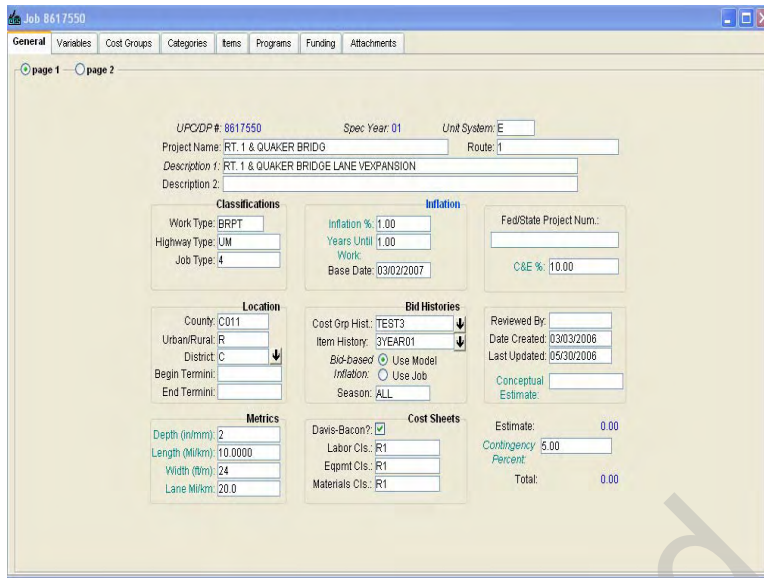 Job 8617550
General Variables Cost Groups Categories Items Programs Funding Attachments
page 1 page 2
UPC/DP #: 8617550 Spec Year: 01 Unit System: E
Project Name: RT. 1 & QUAKER BRIDG Route: 1
Description 1: RT. 1 & QUAKER BRIDGE LANE VEXPANSION
Description 2:
Classifications
Work Type: BRPT
Highway Type: UM
Job Type: 4
Inflation
Inflation %: 1.00
Years Until Work: 1.00
Base Date: 03/02/2007
Fed/State Project Num.:
C&E %: 10.00
Location
County: C011
Urban/Rural: R
District: C
Begin Termini:
End Termini:
Bid Histories
Cost Grp Hist.: TEST3
Item History: 3YEAR01
Bid-based Inflation: Use Model
Use Job
Season: ALL
Reviewed By:
Date Created: 03/03/2006
Last Updated: 05/30/2006
Conceptual
Estimate:
Metrics
Depth (in/mm): 2
Length (Mi/km): 10.0000
Width (ft/m): 24
Lane Mi/km: 20.0
Cost Sheets
Davis-Bacon?:
Labor Cls.: R1
Eqpmt Cls.: R1
Materials Cls.: R1
Estimate: 0.00
Contingency Percent: 5.00
Total: 0.00